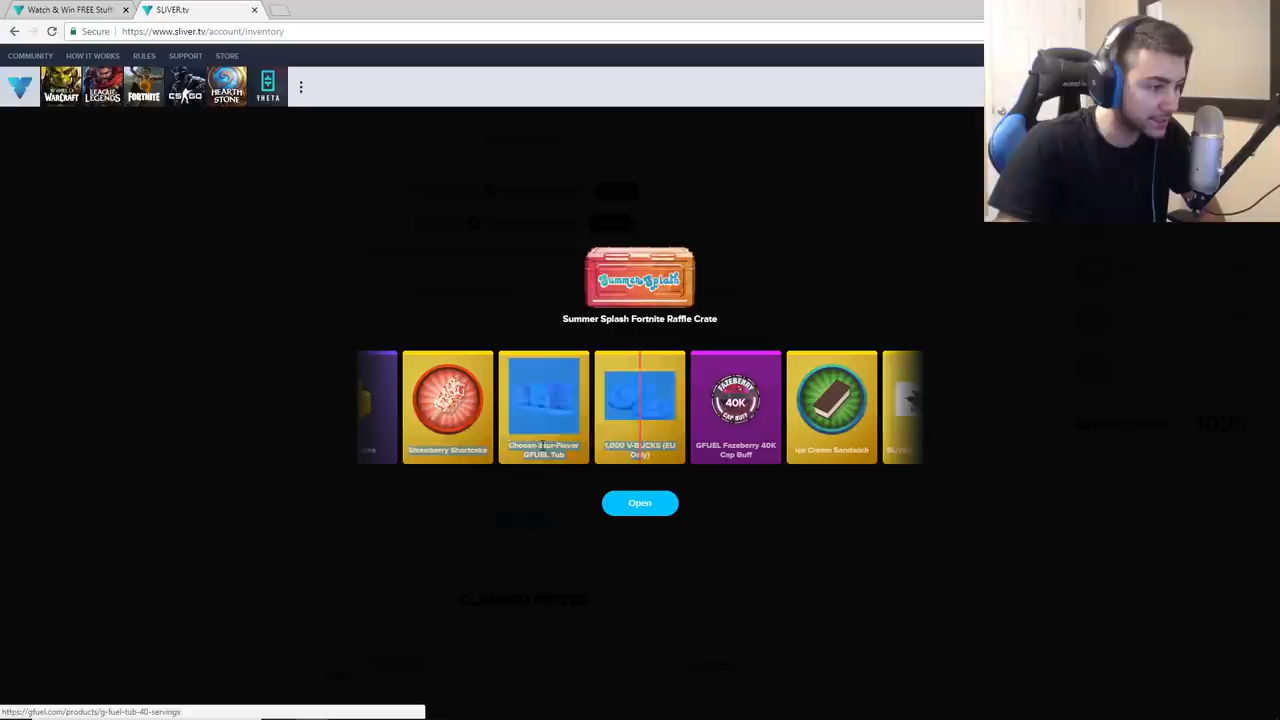 Watch & Win FREE Stuff
SLIVER.tv
Secure
https://www.sliver.tv/account/inventory
COMMUNITY
HOW IT WORKS
RULES
SUPPORT
STORE
WARCRAFT
LEAGUE LEGENDS
FORTNITE
CS:GO
HEARTH STONE
THETA
Summer Splash
Summer Splash Fortnite Raffle Crate
Strawberry Shortcake
Choose-Your-Flavor
GFUEL Tub
1,000 V-BUCKS (EU
Only)
FAZEBERRY
40K
CAP BUFF
GFUEL Fazeberry 40K
Cap Buff
Ice Cream Sandwich
Open
https://gfuel.com/products/g-fuel-tub-40-servings